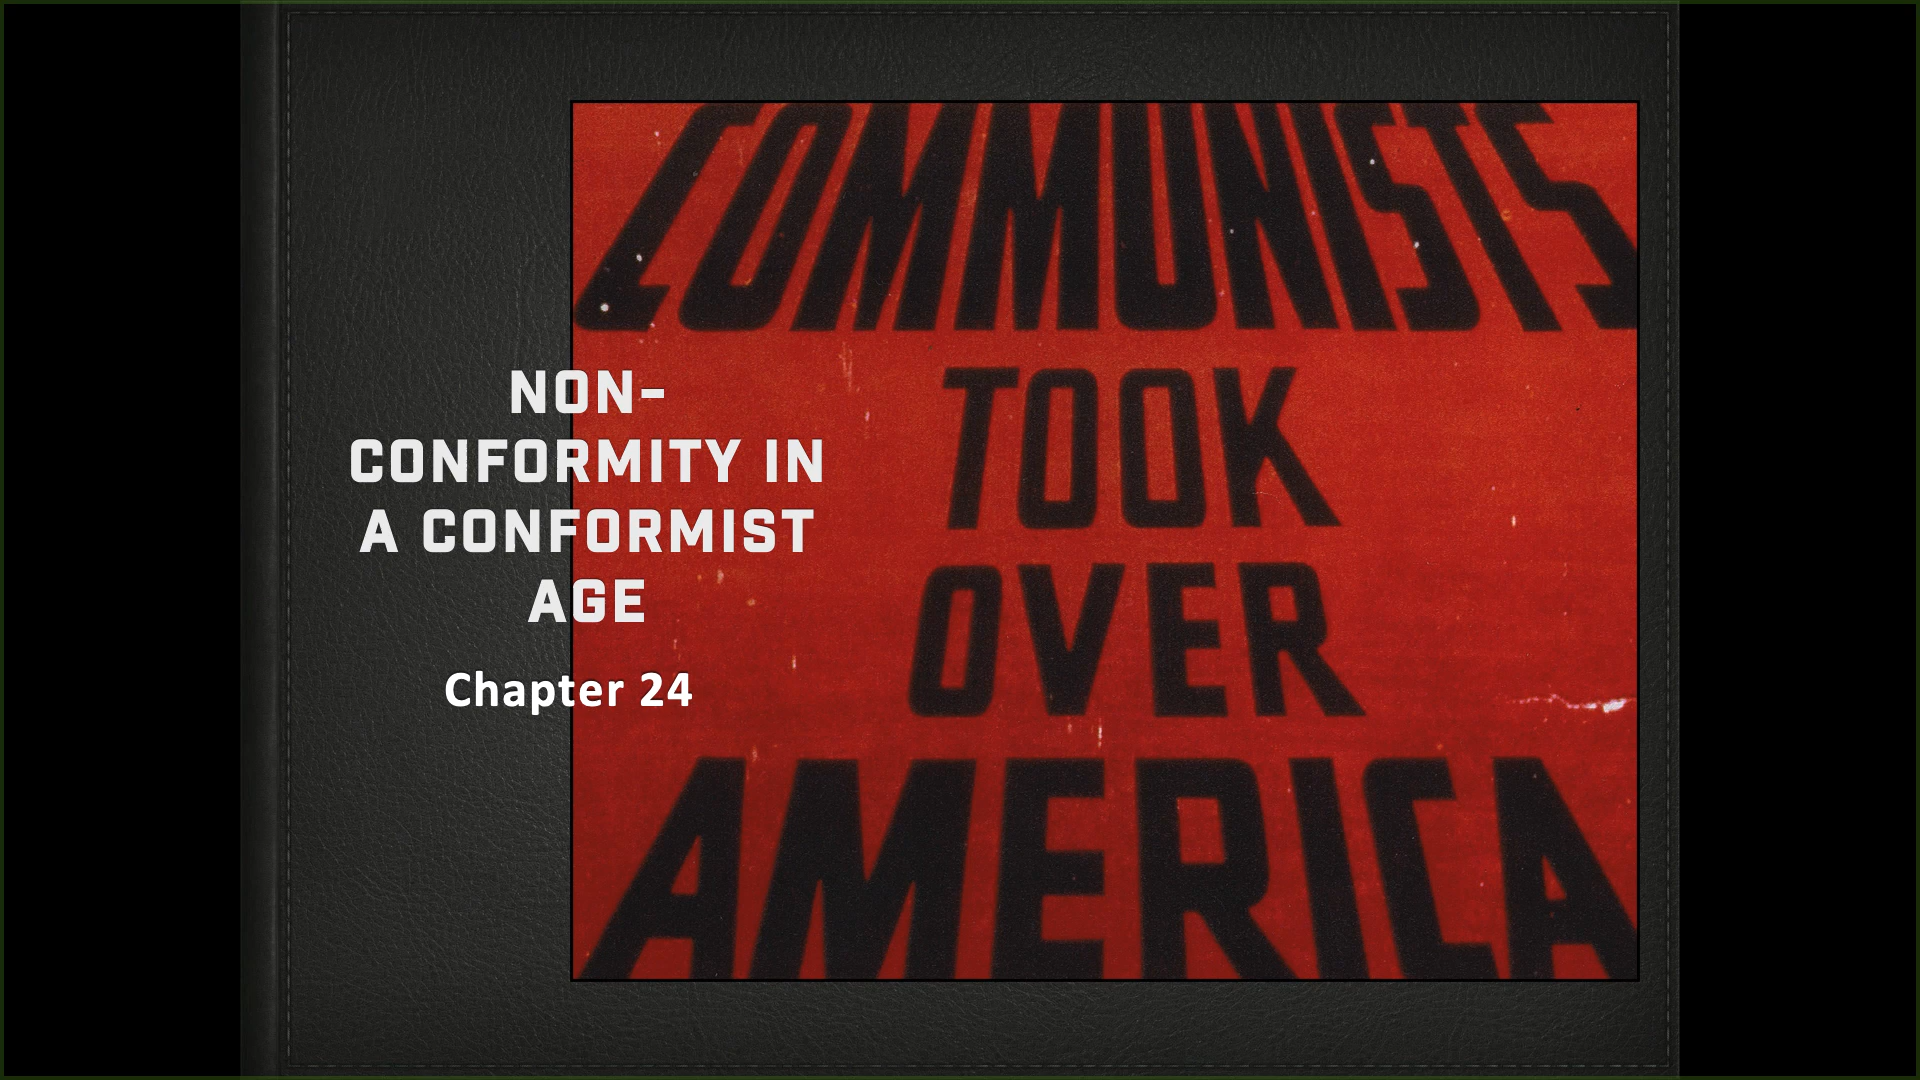 NON-
CONFORMITY IN
A CONFORMIST
AGE
Chapter 24
COMMUNISTS
TOOK
OVER
AMERICA